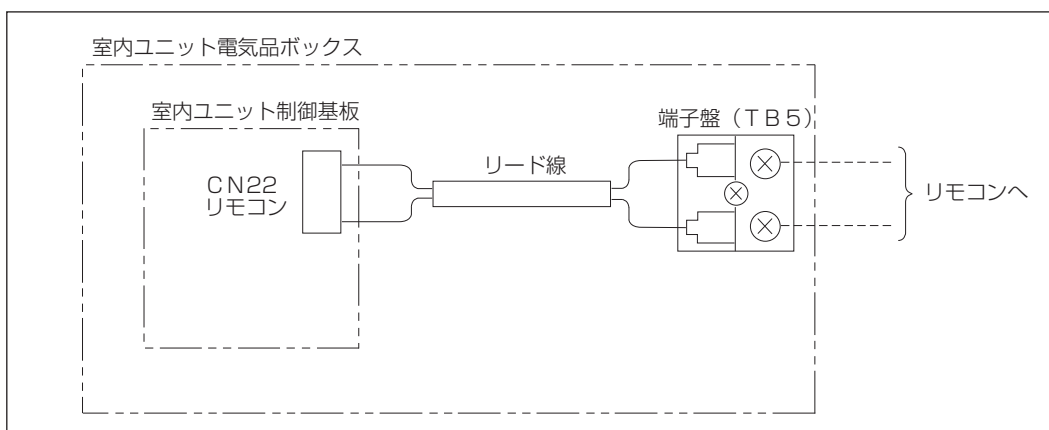 室内ユニット電気品ボックス
室内ユニット制御基板
端子盤（ＴＢ５）
リード線
ＣＮ22
リモコン
リモコンへ